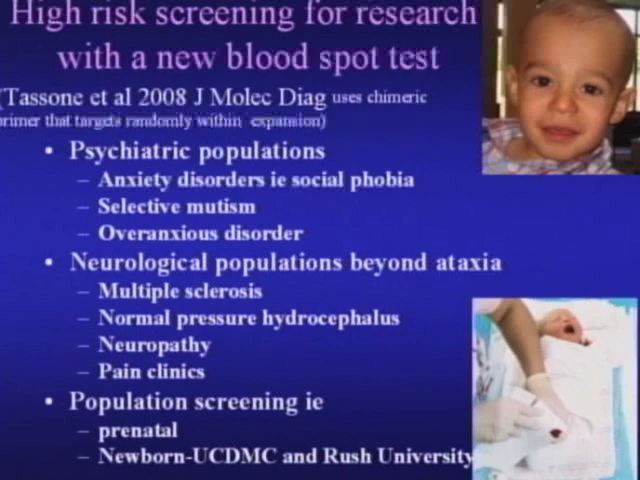 High risk screening for research
with a new blood spot test
(Tassone et al 2008 J Molec Diag uses chimeric
primer that targets randomly within expansion)
• Psychiatric populations
– Anxiety disorders ie social phobia
– Selective mutism
– Overanxious disorder
• Neurological populations beyond ataxia
– Multiple sclerosis
– Normal pressure hydrocephalus
– Neuropathy
– Pain clinics
• Population screening ie
– prenatal
– Newborn-UCDMC and Rush University